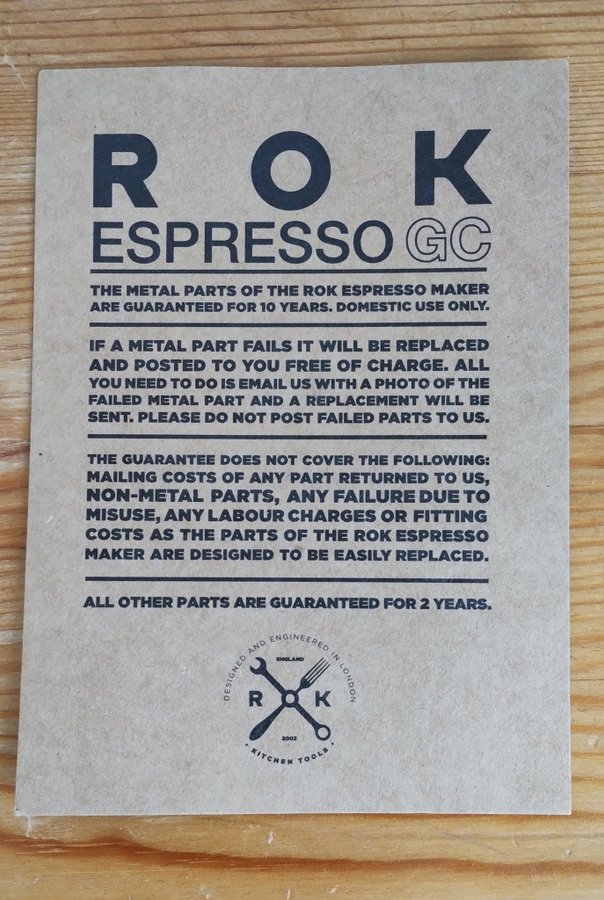 ROK
ESPRESSO GC
THE METAL PARTS OF THE ROK ESPRESSO MAKER
ARE GUARANTEED FOR 10 YEARS. DOMESTIC USE ONLY.
IF A METAL PART FAILS IT WILL BE REPLACED
AND POSTED TO YOU FREE OF CHARGE. ALL
YOU NEED TO DO IS EMAIL US WITH A PHOTO OF THE
FAILED METAL PART AND A REPLACEMENT WILL BE
SENT. PLEASE DO NOT POST FAILED PARTS TO US.
THE GUARANTEE DOES NOT COVER THE FOLLOWING:
MAILING COSTS OF ANY PART RETURNED TO US,
NON-METAL PARTS, ANY FAILURE DUE TO
MISUSE, ANY LABOUR CHARGES OR FITTING
COSTS AS THE PARTS OF THE ROK ESPRESSO
MAKER ARE DESIGNED TO BE EASILY REPLACED.
ALL OTHER PARTS ARE GUARANTEED FOR 2 YEARS.
DESIGNED AND ENGINEERED IN LONDON
ENGLAND
ROK
2002
• KITCHEN TOOLS •